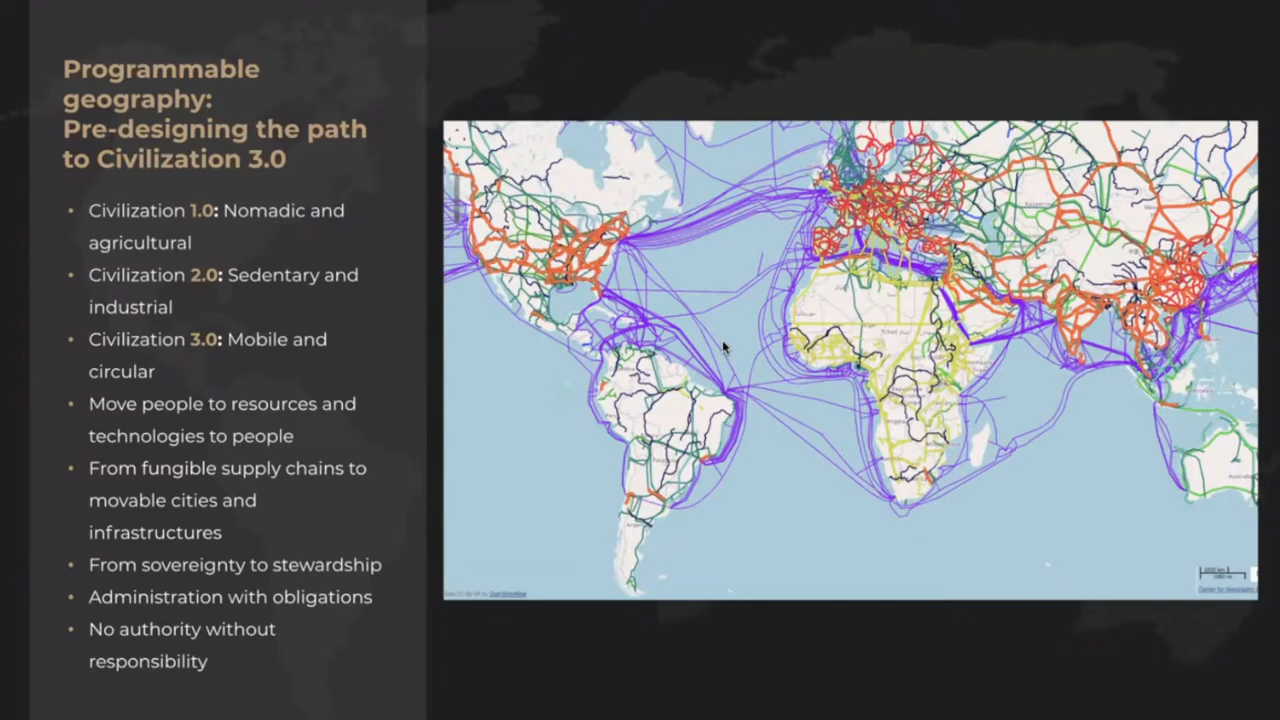 Programmable
geography:
Pre-designing the path
to Civilization 3.0
• Civilization 1.0: Nomadic and
agricultural
• Civilization 2.0: Sedentary and
industrial
• Civilization 3.0: Mobile and
circular
• Move people to resources and
technologies to people
• From fungible supply chains to
movable cities and
infrastructures
• From sovereignty to stewardship
• Administration with obligations
• No authority without
responsibility